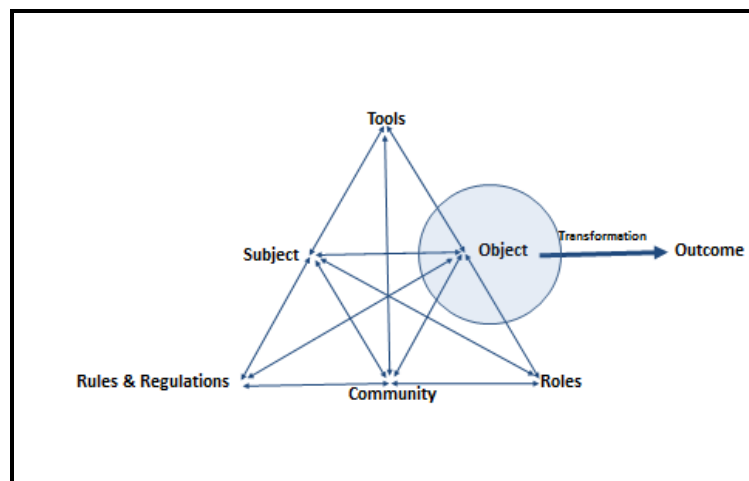 Tools
Subject
Object
Transformation
Outcome
Rules & Regulations
Community
Roles